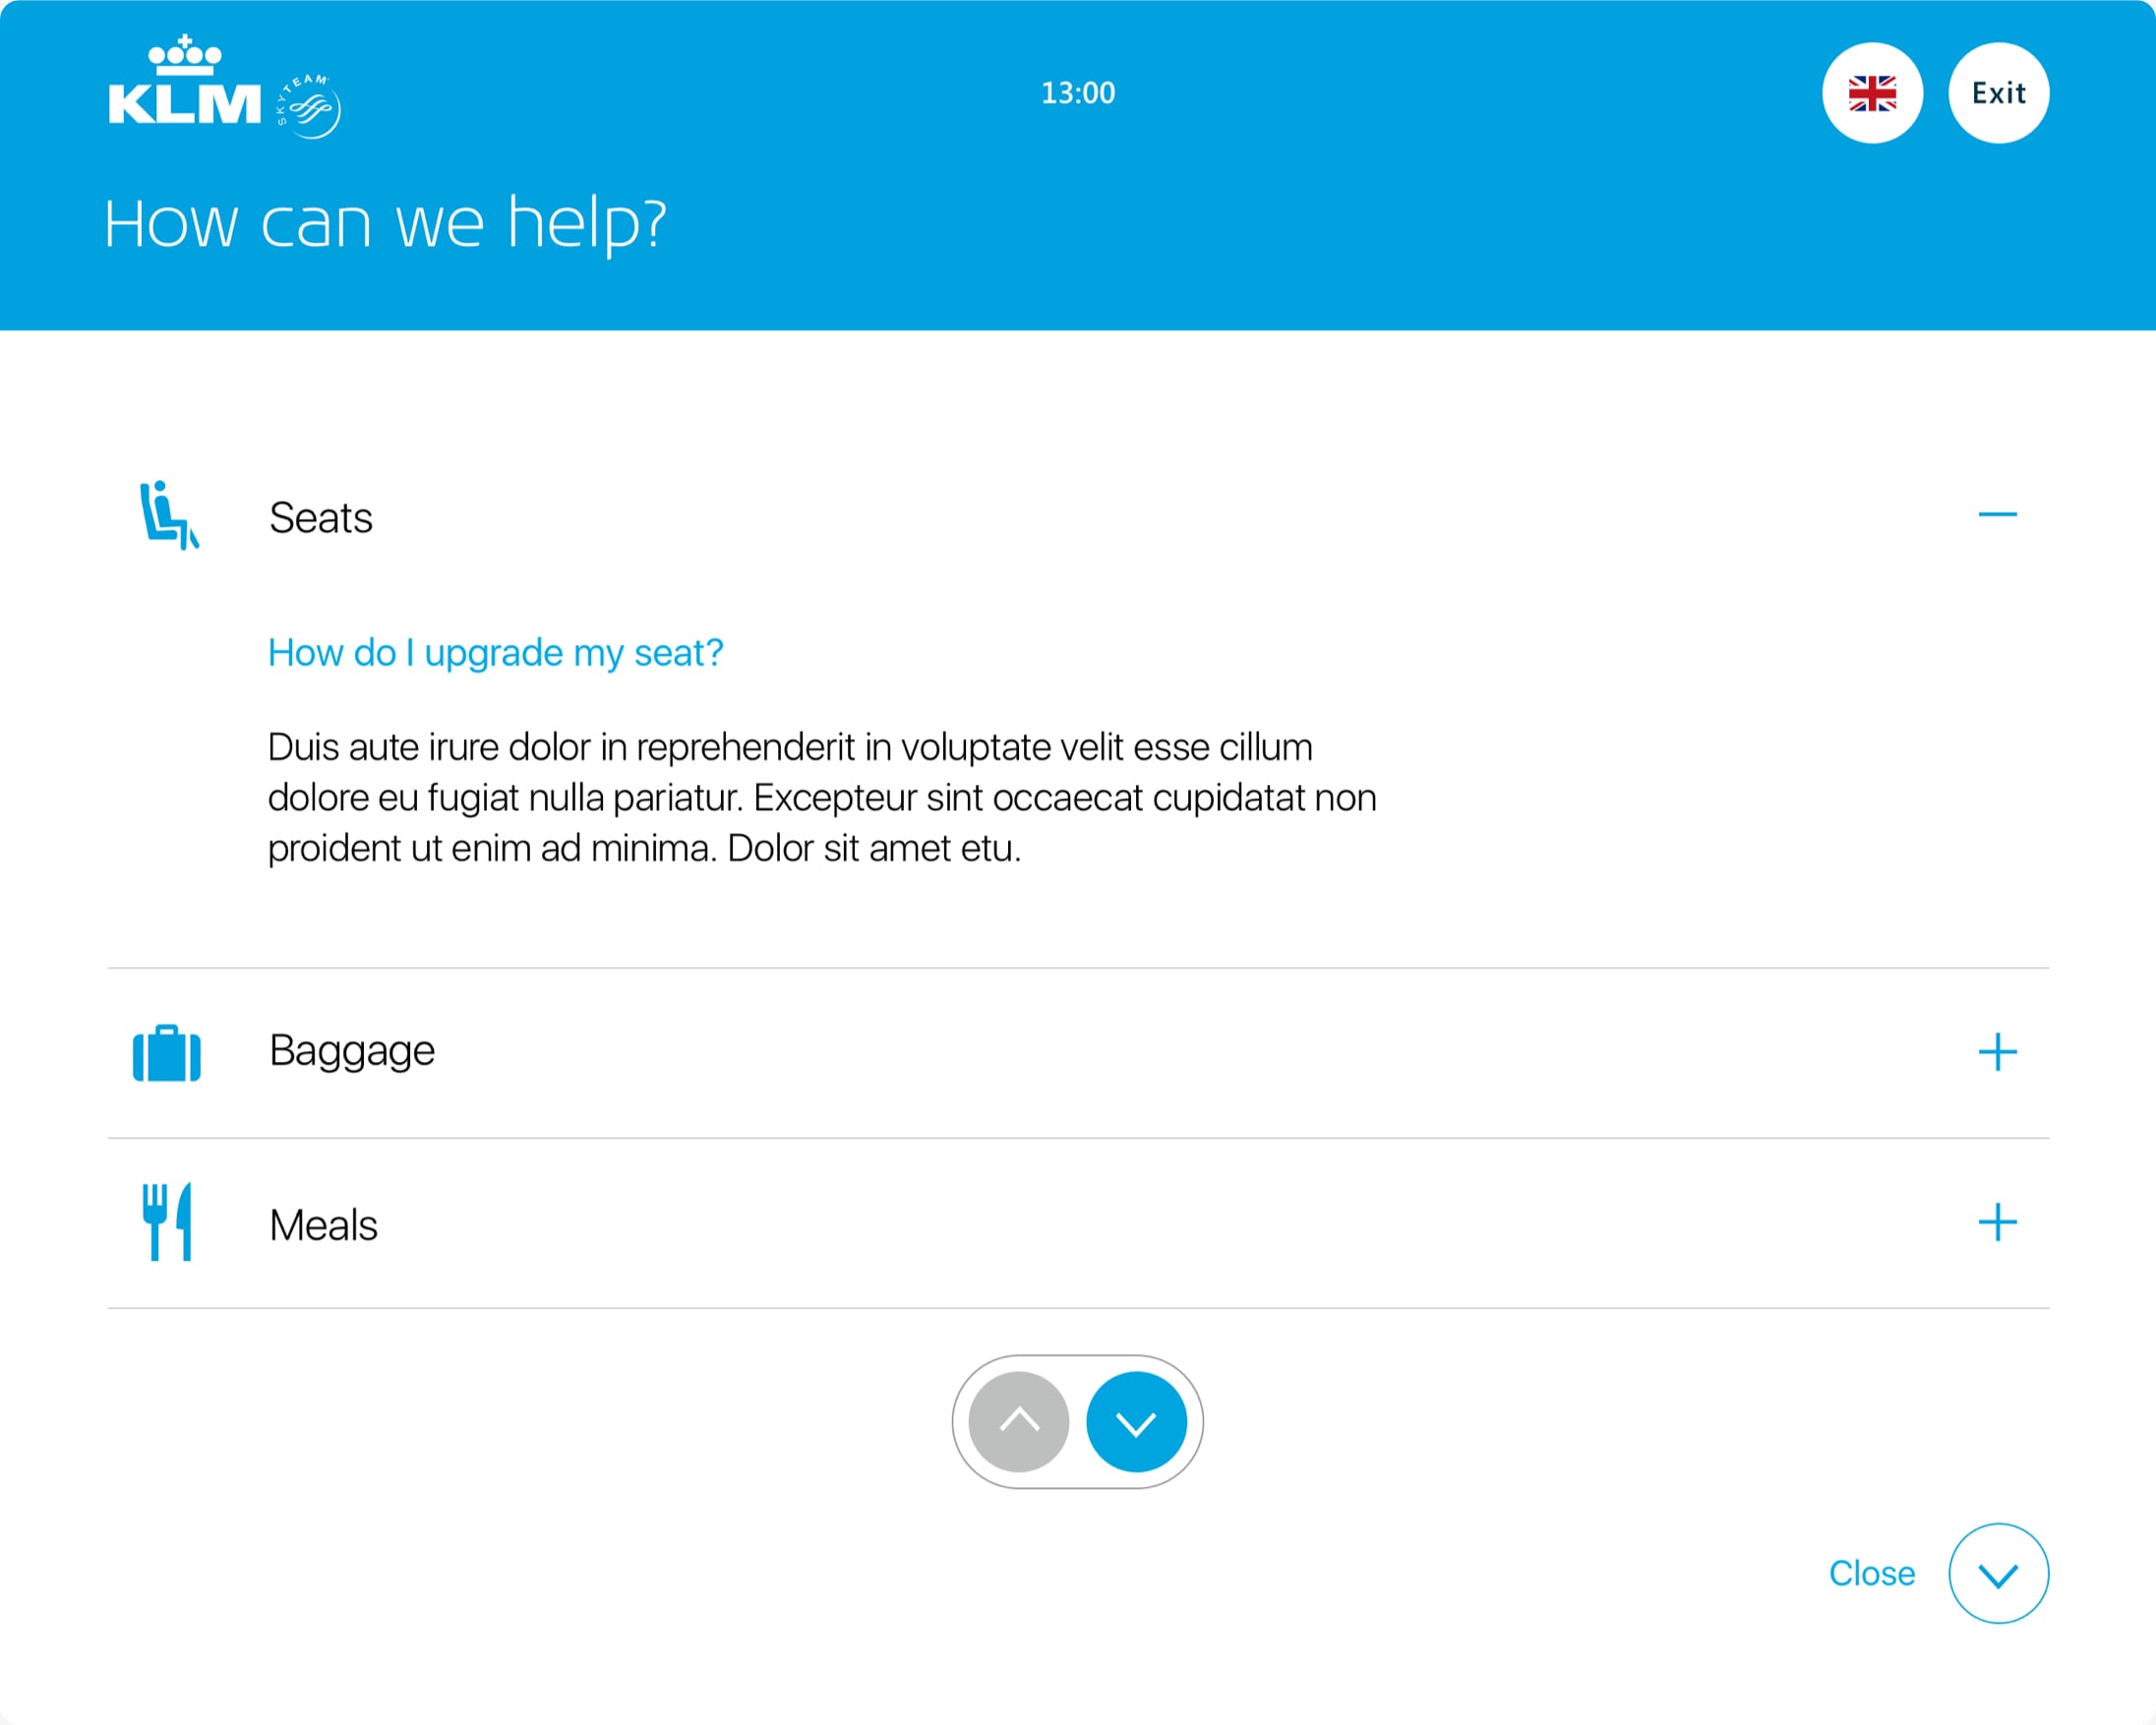 KLM
SKYTEAM
13:00
Exit
How can we help?
Seats
How do I upgrade my seat?
Duis aute irure dolor in reprehenderit in voluptate velit esse cillum
dolore eu fugiat nulla pariatur. Excepteur sint occaecat cupidatat non
proident ut enim ad minima. Dolor sit amet etu.
Baggage
Meals
Close